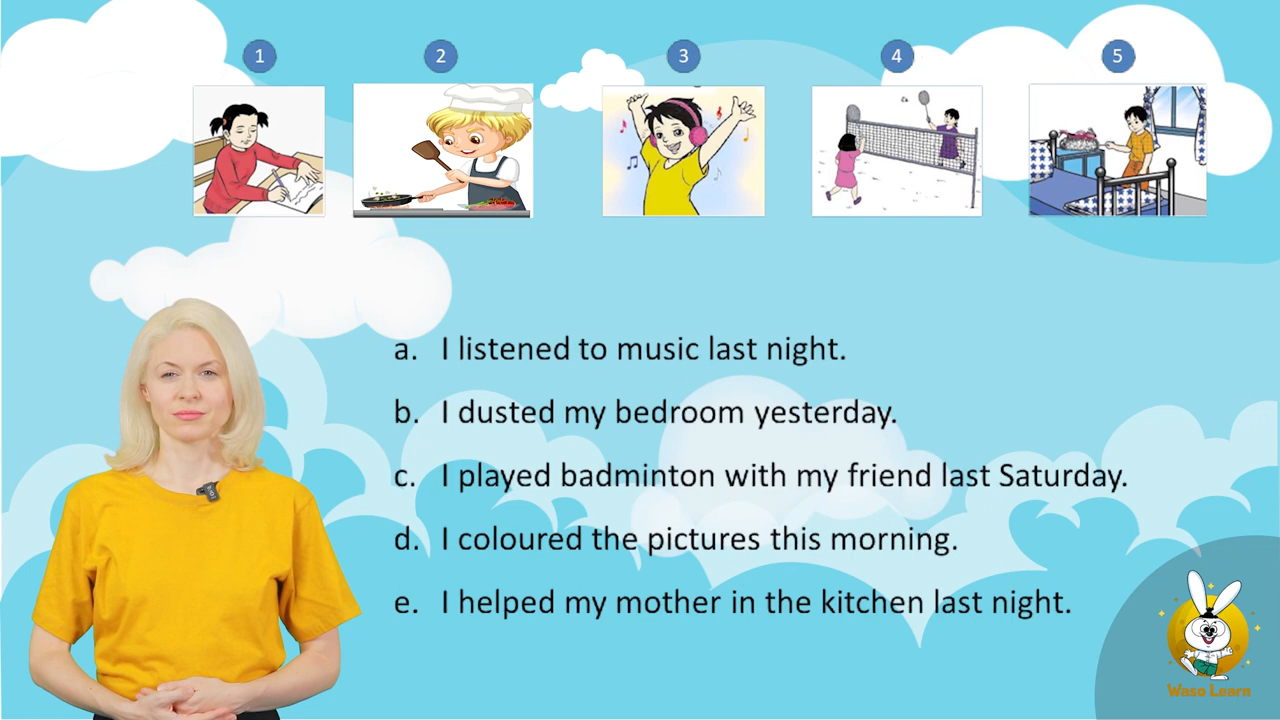 1 2 3 4 5
a. I listened to music last night.
b. I dusted my bedroom yesterday.
c. I played badminton with my friend last Saturday.
d. I coloured the pictures this morning.
e. I helped my mother in the kitchen last night.
Waso Learn